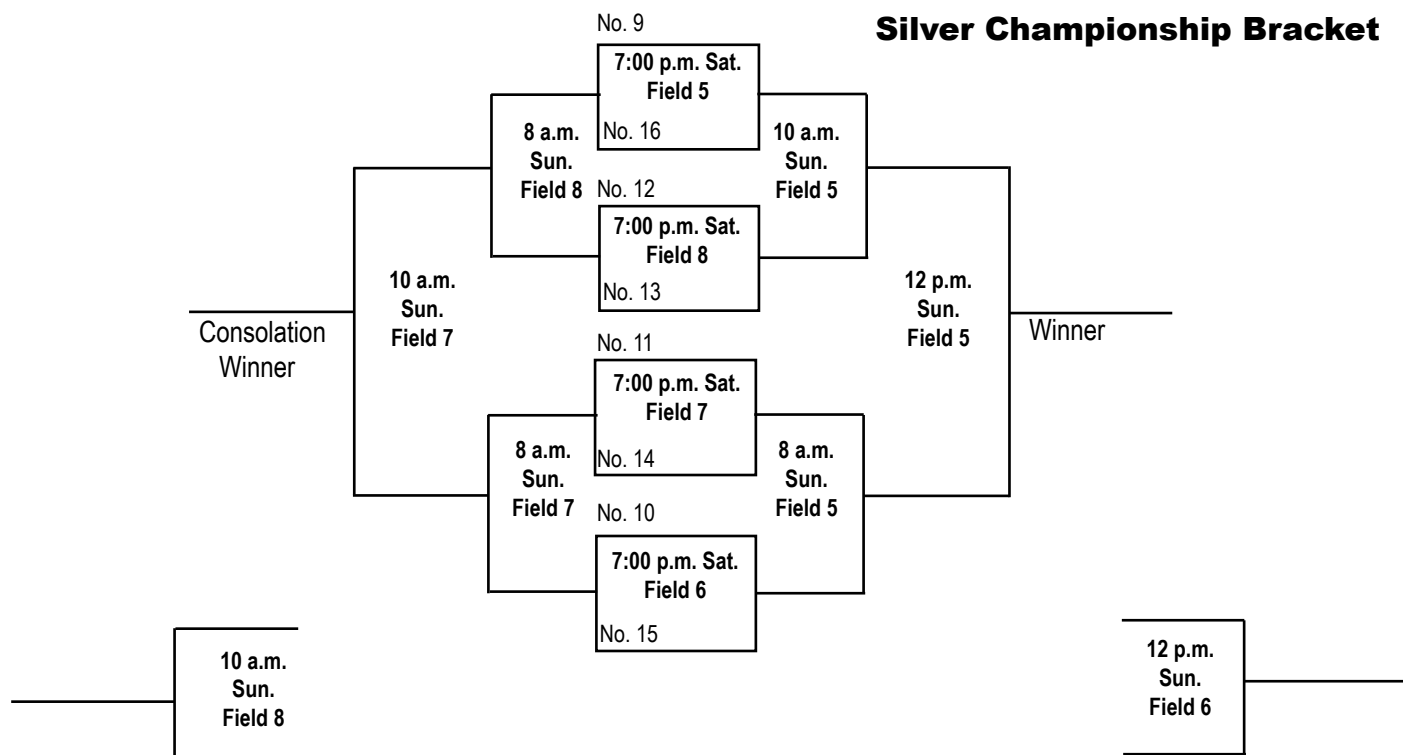 Silver Championship Bracket
No. 9
7:00 p.m. Sat.
Field 5
No. 16
8 a.m.
Sun.
Field 8
10 a.m.
Sun.
Field 5
No. 12
7:00 p.m. Sat.
Field 8
No. 13
10 a.m.
Sun.
Field 7
12 p.m.
Sun.
Field 5
Consolation
Winner
Winner
No. 11
7:00 p.m. Sat.
Field 7
No. 14
8 a.m.
Sun.
Field 7
8 a.m.
Sun.
Field 5
No. 10
7:00 p.m. Sat.
Field 6
No. 15
10 a.m.
Sun.
Field 8
12 p.m.
Sun.
Field 6